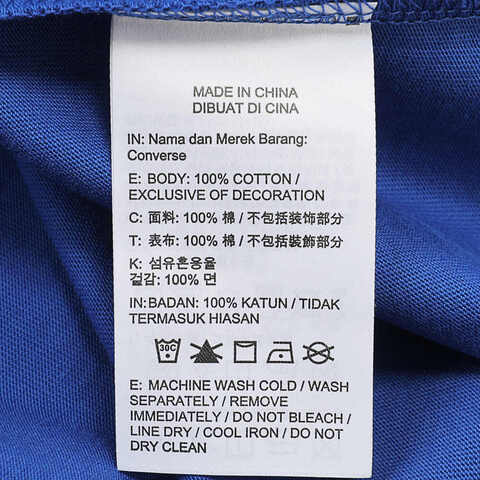 MADE IN CHINA
DIBUAT DI CINA
IN: Nama dan Merek Barang:
Converse
E: BODY: 100% COTTON /
EXCLUSIVE OF DECORATION
C: 面料: 100% 棉 / 不包括装饰部分
T: 表布: 100% 棉 / 不包括裝飾部分
K: 섬유혼용율
겉감: 100% 면
IN:BADAN: 100% KATUN / TIDAK
TERMASUK HIASAN
30C
E: MACHINE WASH COLD / WASH
SEPARATELY / REMOVE
IMMEDIATELY / DO NOT BLEACH /
LINE DRY / COOL IRON / DO NOT
DRY CLEAN